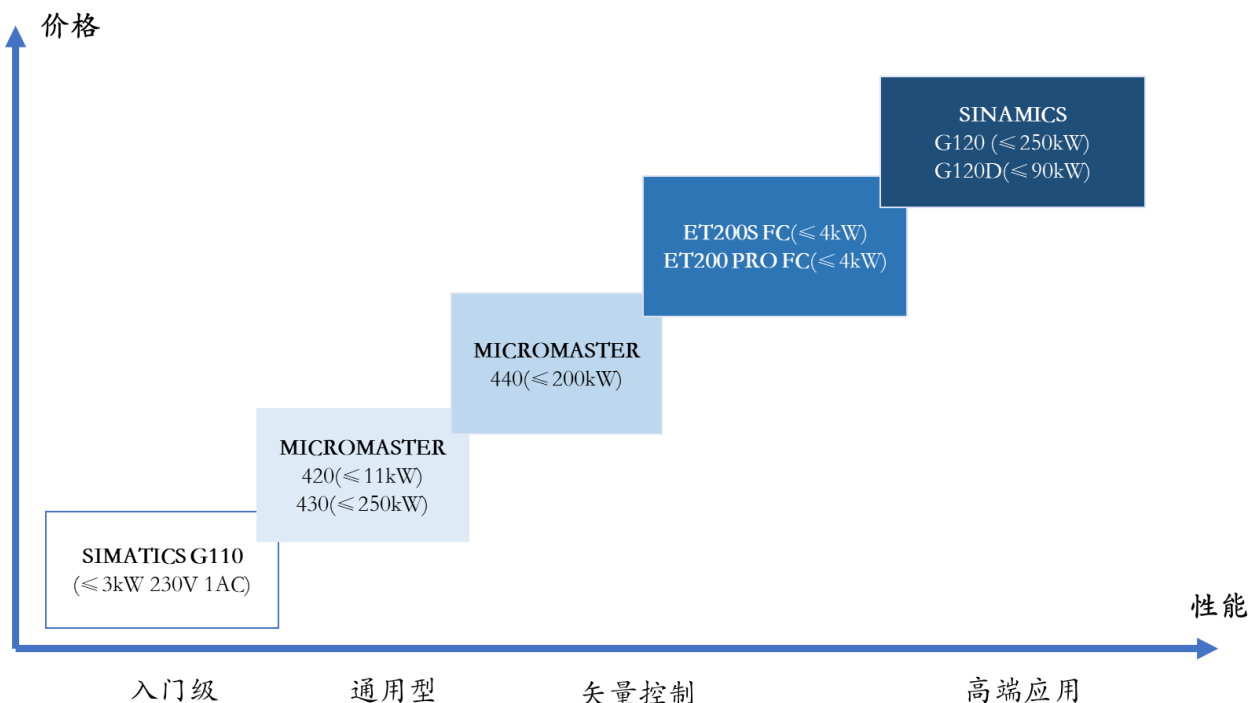 价格
SINAMICS
G120 (≤250kW)
G120D(≤90kW)
ET200S FC(≤4kW)
ET200 PRO FC(≤4kW)
MICROMASTER
440(≤200kW)
MICROMASTER
420(≤11kW)
430(≤250kW)
SIMATICS G110
(≤3kW 230V 1AC)
性能
入门级
通用型
矢量控制
高端应用